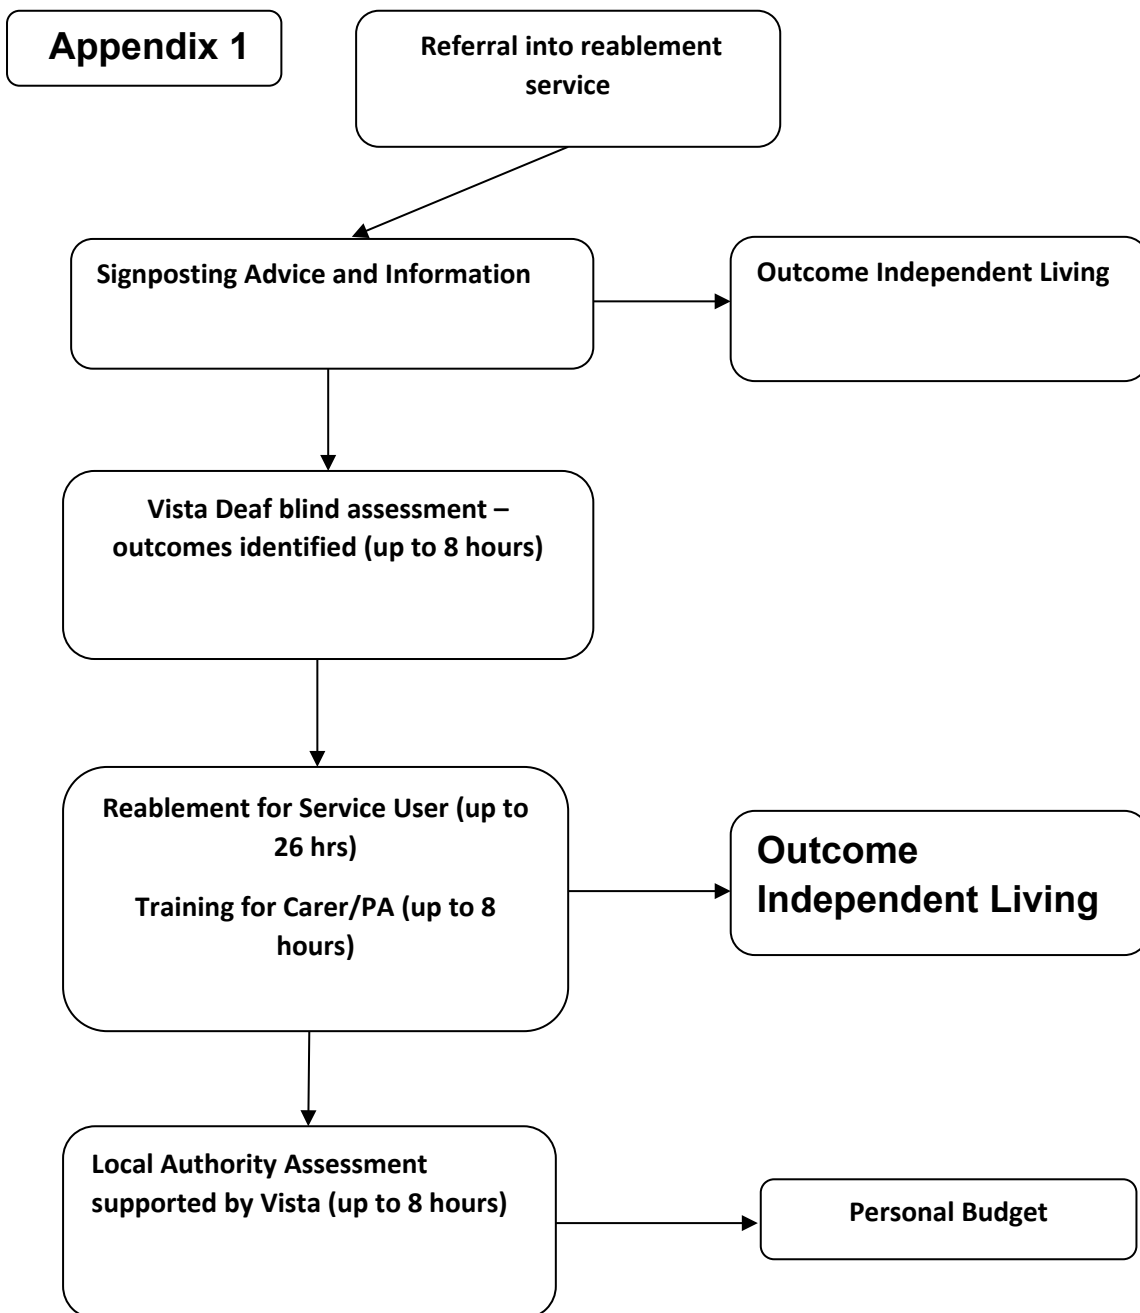 Appendix 1
Referral into reablement
service
Signposting Advice and Information
Outcome Independent Living
Vista Deaf blind assessment –
outcomes identified (up to 8 hours)
Reablement for Service User (up to
26 hrs)
Training for Carer/PA (up to 8
hours)
Outcome
Independent Living
Local Authority Assessment
supported by Vista (up to 8 hours)
Personal Budget